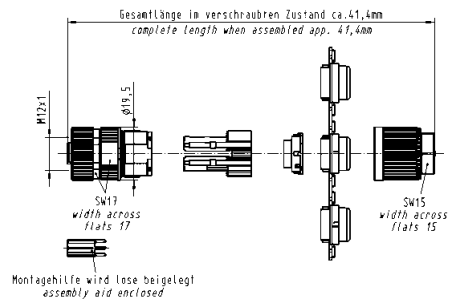 Gesamtlänge im verschraubten Zustand ca.41,4mm
complete length when assembled app. 41,4mm
M12x1
ø19,5
SW17
width across
flats 17
SW15
width across
flats 15
Montagehilfe wird lose beigelegt
assembly aid enclosed